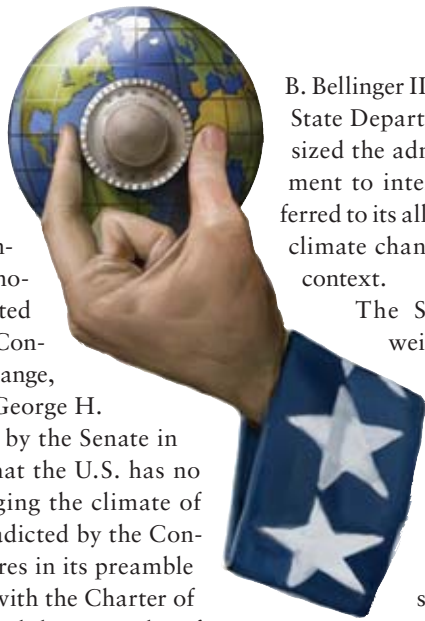 n-
no-
ted
Con-
ange,
George H.
by the Senate in
hat the U.S. has no
ging the climate of
adicted by the Con-
res in its preamble
with the Charter of
B. Bellinger II
State Depart
sized the adm
ment to inte
ferred to its all
climate chan
context.
The S
wei
s